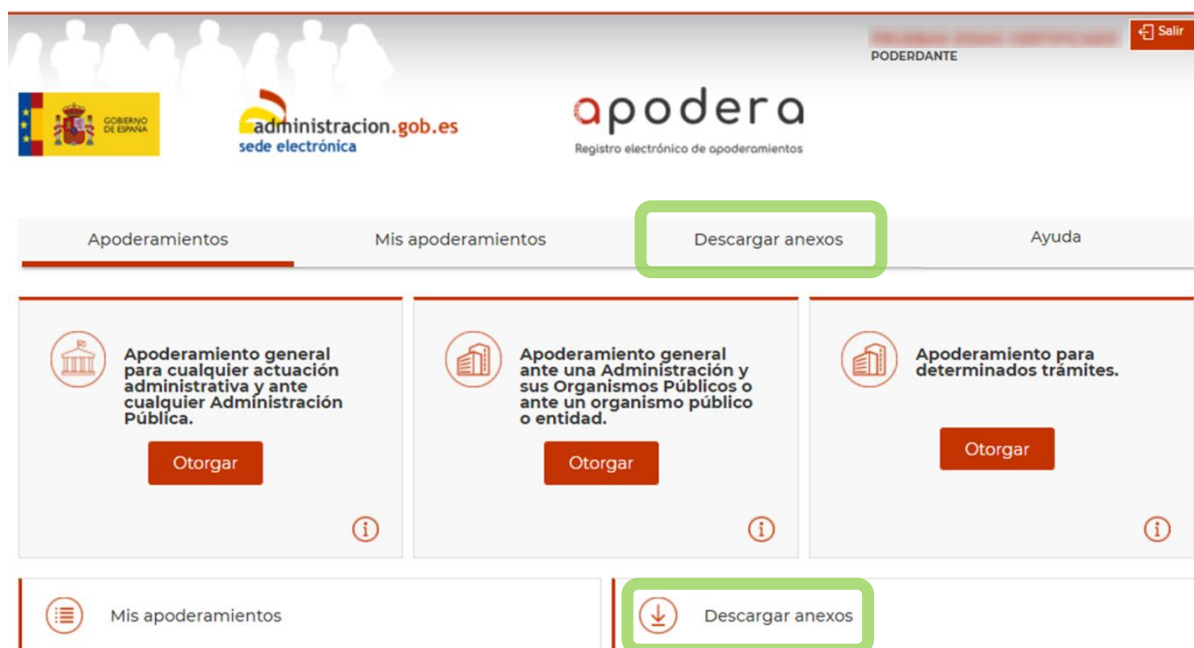 Salir
PODERDANTE
GOBIERNO
DE ESPAÑA
administracion.gob.es
sede electrónica
apodera
Registro electrónico de apoderamientos
Apoderamientos
Mis apoderamientos
Descargar anexos
Ayuda
Apoderamiento general
para cualquier actuación
administrativa y ante
cualquier Administración
Pública.
Otorgar
Apoderamiento general
ante una Administración y
sus Organismos Públicos o
ante un organismo público
o entidad.
Otorgar
Apoderamiento para
determinados trámites.
Otorgar
Mis apoderamientos
Descargar anexos